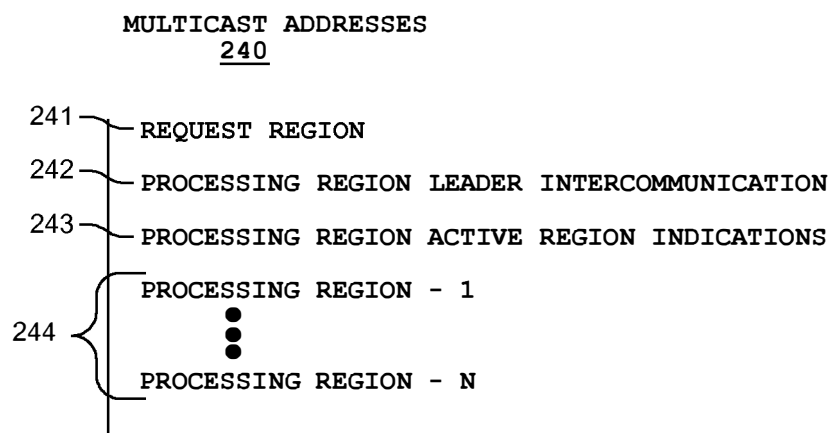 MULTICAST ADDRESSES
240
241 REQUEST REGION
242 PROCESSING REGION LEADER INTERCOMMUNICATION
243 PROCESSING REGION ACTIVE REGION INDICATIONS
PROCESSING REGION - 1
244
PROCESSING REGION - N